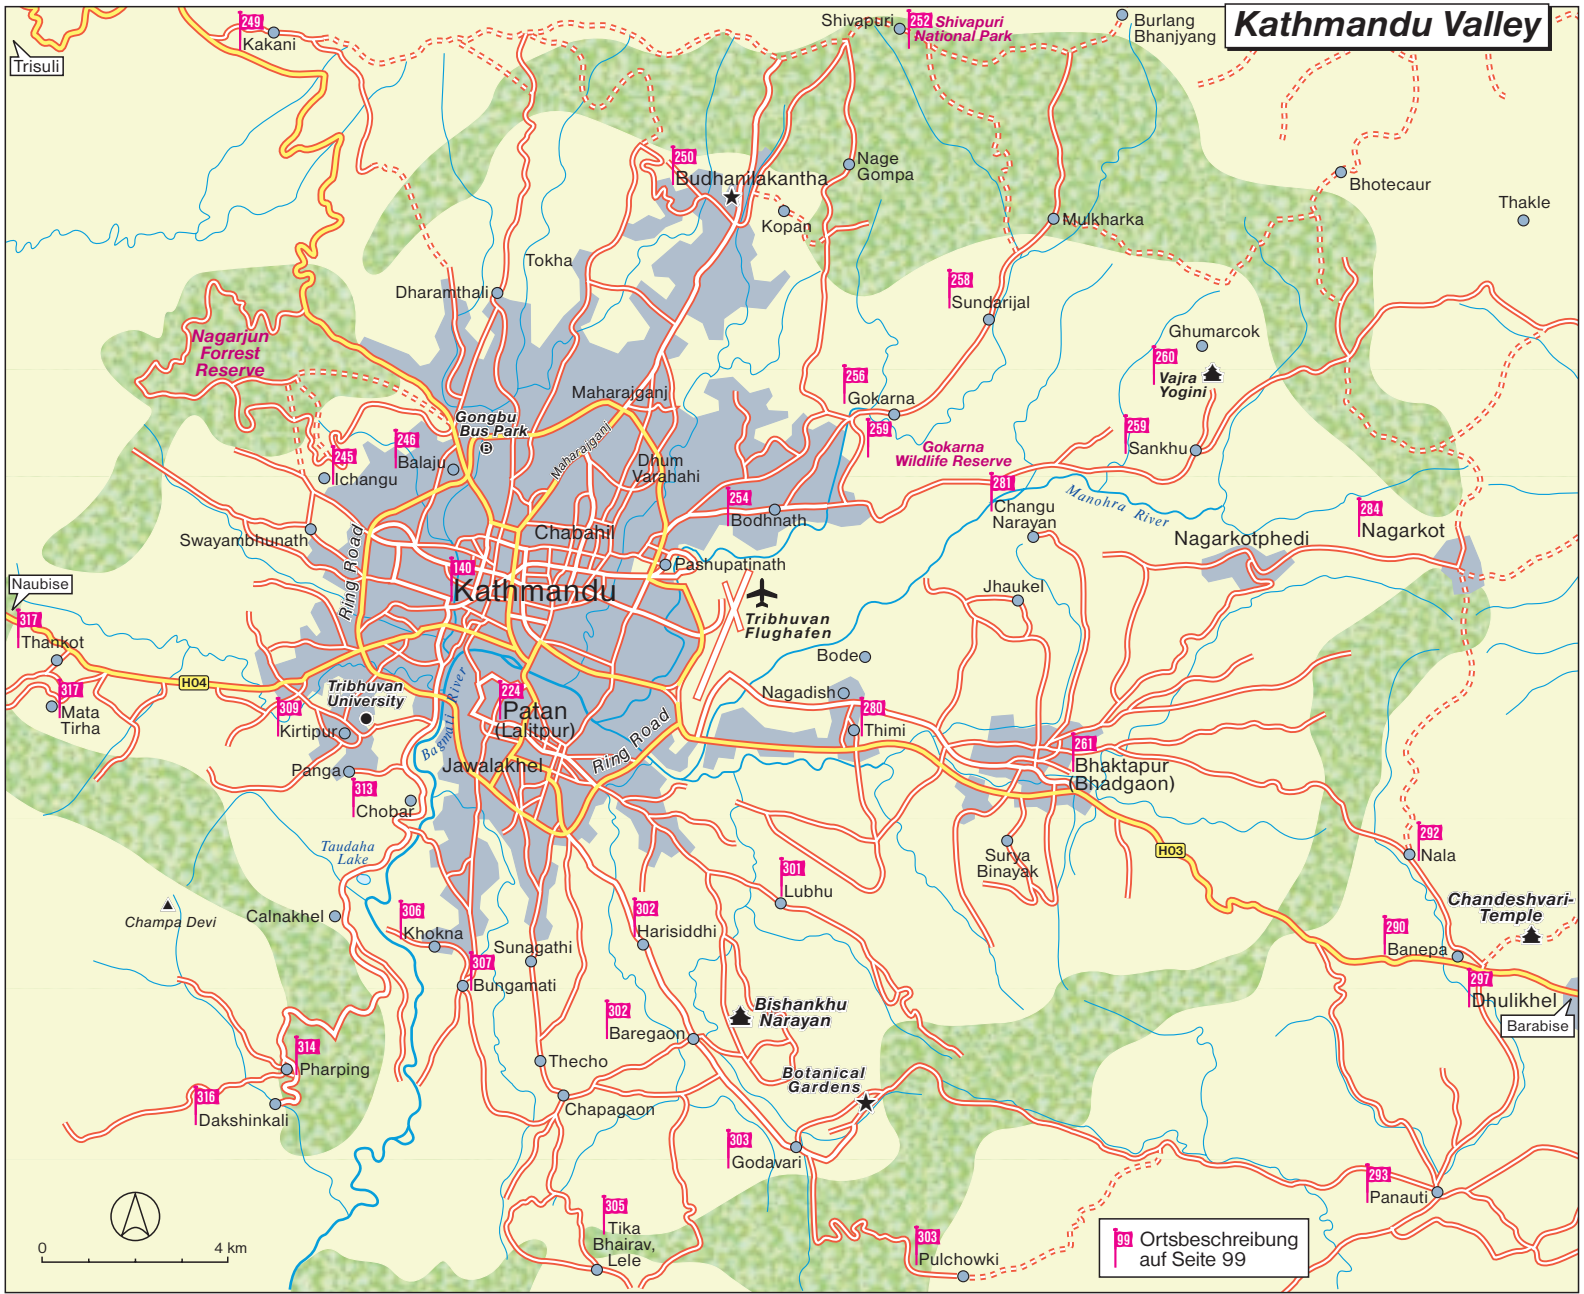 Kathmandu Valley
249
Kakani
Trisuli
Shivapuri
252
Shivapuri
National Park
Burlang
Bhanjyang
250
Budhanilakantha
Nage
Gompa
Kopan
Mulkharka
Bhotecaur
Thakle
Tokha
Dharamthali
258
Sundarijal
Nagarjun
Forrest
Reserve
Ghumarcok
260
Vajra
Yogini
256
Gokarna
259
Maharajganj
Maharajganj
Gongbu
Bus Park
B
246
Balaju
245
Ichangu
Dhum
Varahahi
Gokarna
Wildlife Reserve
259
Sankhu
281
Changu
Narayan
Manohra River
284
Nagarkot
Nagarkotphedi
254
Bodhnath
Swayambhunath
Ring Road
Chabahil
Pashupatinath
140
Kathmandu
Naubise
317
Thankot
Jhaukel
Tribhuvan
Flughafen
Bode
Nagadish
280
Thimi
H04
317
Mata
Tirha
Tribhuvan
University
309
Kirtipur
Bagmati River
224
Patan
(Lalitpur)
Ring Road
Jawalakhel
Panga
313
Chobar
261
Bhaktapur
(Bhadgaon)
H03
Surya
Binayak
292
Nala
Taudaha
Lake
301
Lubhu
Champa Devi
Calnakhel
306
Khokna
302
Harisiddhi
Sunagathi
307
Bungamati
Chandeshvari-
Temple
290
Banepa
297
Dhulikhel
Barabise
302
Baregaon
Bishankhu
Narayan
314
Pharping
Thecho
Botanical
Gardens
316
Dakshinkali
Chapagaon
303
Godavari
293
Panauti
305
Tika
Bhairav,
Lele
303
Pulchowki
99 Ortsbeschreibung
auf Seite 99
0 4 km